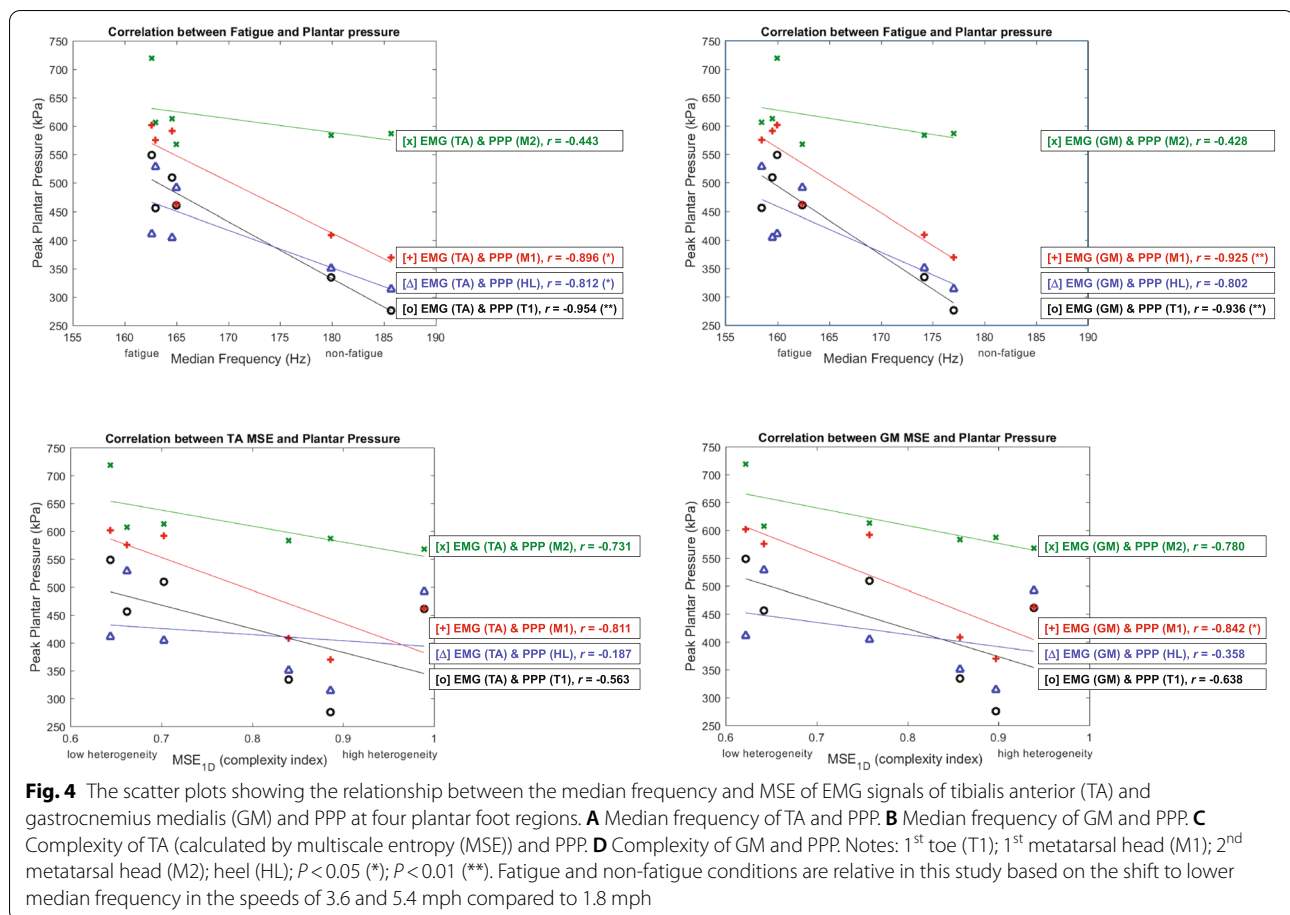 Correlation between Fatigue and Plantar pressure
750
700
650
600
550
500
450
400
350
300
250
Peak Plantar Pressure (kPa)
155 160 165 170 175 180 185 190
fatigue Median Frequency (Hz) non-fatigue
[x] EMG (TA) & PPP (M2), r = -0.443
[+] EMG (TA) & PPP (M1), r = -0.896 (*)
[Δ] EMG (TA) & PPP (HL), r = -0.812 (*)
[o] EMG (TA) & PPP (T1), r = -0.954 (**)
Correlation between Fatigue and Plantar pressure
750
700
650
600
550
500
450
400
350
300
250
Peak Plantar Pressure (kPa)
155 160 165 170 175 180 185 190
fatigue Median Frequency (Hz) non-fatigue
[x] EMG (GM) & PPP (M2), r = -0.428
[+] EMG (GM) & PPP (M1), r = -0.925 (**)
[Δ] EMG (GM) & PPP (HL), r = -0.802
[o] EMG (GM) & PPP (T1), r = -0.936 (**)
Correlation between TA MSE and Plantar Pressure
750
700
650
600
550
500
450
400
350
300
250
Peak Plantar Pressure (kPa)
0.6 0.7 0.8 0.9 1
low heterogeneity MSE1D (complexity index) high heterogeneity
[x] EMG (TA) & PPP (M2), r = -0.731
[+] EMG (TA) & PPP (M1), r = -0.811
[Δ] EMG (TA) & PPP (HL), r = -0.187
[o] EMG (TA) & PPP (T1), r = -0.563
Correlation between GM MSE and Plantar Pressure
750
700
650
600
550
500
450
400
350
300
250
Peak Plantar Pressure (kPa)
0.6 0.7 0.8 0.9 1
low heterogeneity MSE1D (complexity index) high heterogeneity
[x] EMG (GM) & PPP (M2), r = -0.780
[+] EMG (GM) & PPP (M1), r = -0.842 (*)
[Δ] EMG (GM) & PPP (HL), r = -0.358
[o] EMG (GM) & PPP (T1), r = -0.638
Fig. 4 The scatter plots showing the relationship between the median frequency and MSE of EMG signals of tibialis anterior (TA) and
gastrocnemius medialis (GM) and PPP at four plantar foot regions. A Median frequency of TA and PPP. B Median frequency of GM and PPP. C
Complexity of TA (calculated by multiscale entropy (MSE)) and PPP. D Complexity of GM and PPP. Notes: 1st toe (T1); 1st metatarsal head (M1); 2nd
metatarsal head (M2); heel (HL); P < 0.05 (*); P < 0.01 (**). Fatigue and non-fatigue conditions are relative in this study based on the shift to lower
median frequency in the speeds of 3.6 and 5.4 mph compared to 1.8 mph